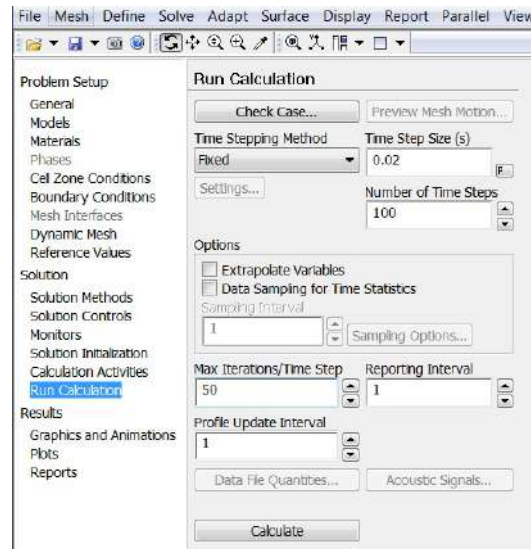 File Mesh Define Solve Adapt Surface Display Report Parallel View
Problem Setup
General
Models
Materials
Phases
Cell Zone Conditions
Boundary Conditions
Mesh Interfaces
Dynamic Mesh
Reference Values
Solution
Solution Methods
Solution Controls
Monitors
Solution Initialization
Calculation Activities
Run Calculation
Results
Graphics and Animations
Plots
Reports
Run Calculation
Check Case... Preview Mesh Motion...
Time Stepping Method Time Step Size (s)
Fixed 0.02
Settings...
Number of Time Steps
100
Options
Extrapolate Variables
Data Sampling for Time Statistics
Sampling Interval
1 Sampling Options...
Max Iterations/Time Step Reporting Interval
50 1
Profile Update Interval
1
Data File Quantities... Acoustic Signals...
Calculate